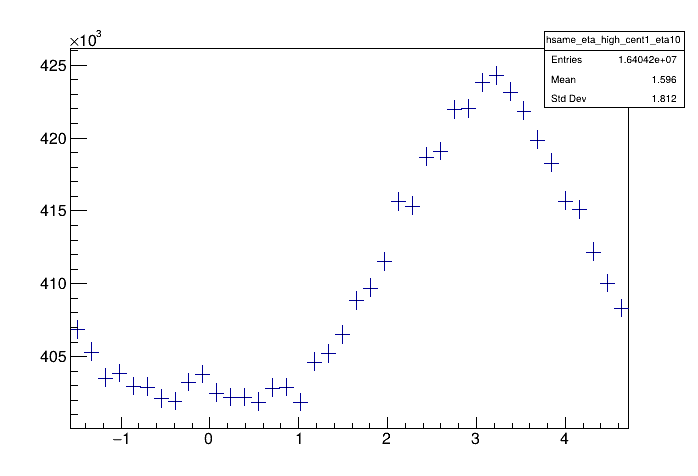 ×10³
hsame_eta_high_cent1_eta10
Entries 1.64042e+07
Mean 1.596
Std Dev 1.812
425
420
415
410
405
−1 0 1 2 3 4